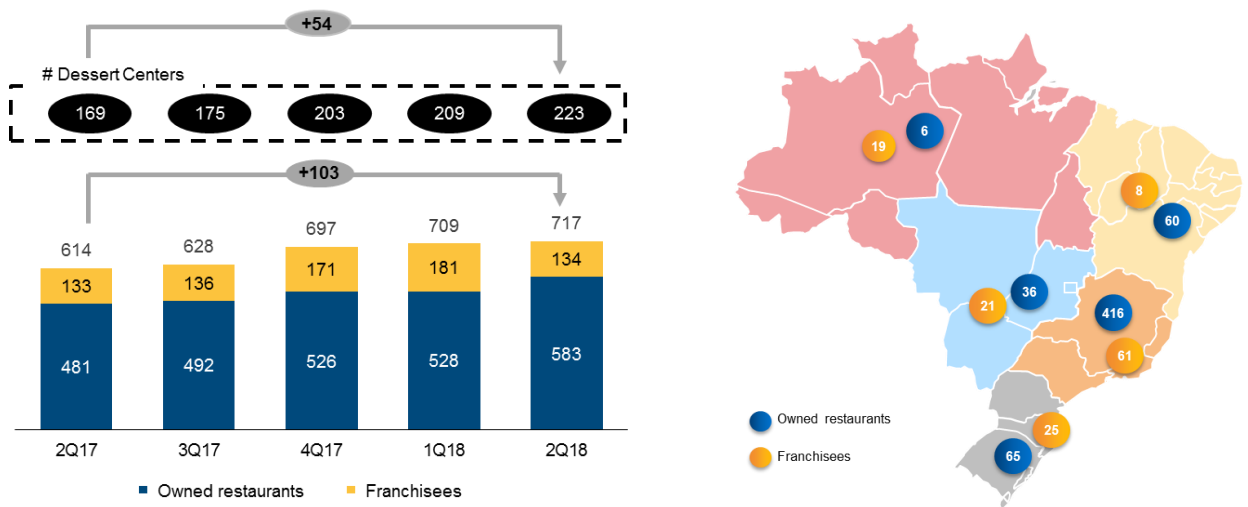 +54
# Dessert Centers
169 175 203 209 223
+103
614 628 697 709 717
133 136 171 181 134
481 492 526 528 583
2Q17 3Q17 4Q17 1Q18 2Q18
Owned restaurants Franchisees
6
19
8
60
36
21
416
61
25
65
Owned restaurants
Franchisees